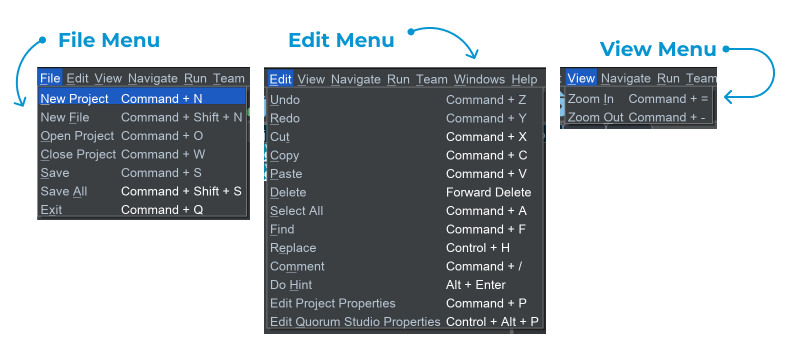 File Menu
File Edit View Navigate Run Team
New Project Command + N
New File Command + Shift + N
Open Project Command + O
Close Project Command + W
Save Command + S
Save All Command + Shift + S
Exit Command + Q
Edit Menu
Edit View Navigate Run Team Windows Help
Undo Command + Z
Redo Command + Y
Cut Command + X
Copy Command + C
Paste Command + V
Delete Forward Delete
Select All Command + A
Find Command + F
Replace Control + H
Comment Command + /
Do Hint Alt + Enter
Edit Project Properties Command + P
Edit Quorum Studio Properties Control + Alt + P
View Menu
View Navigate Run Team
Zoom In Command + =
Zoom Out Command + -